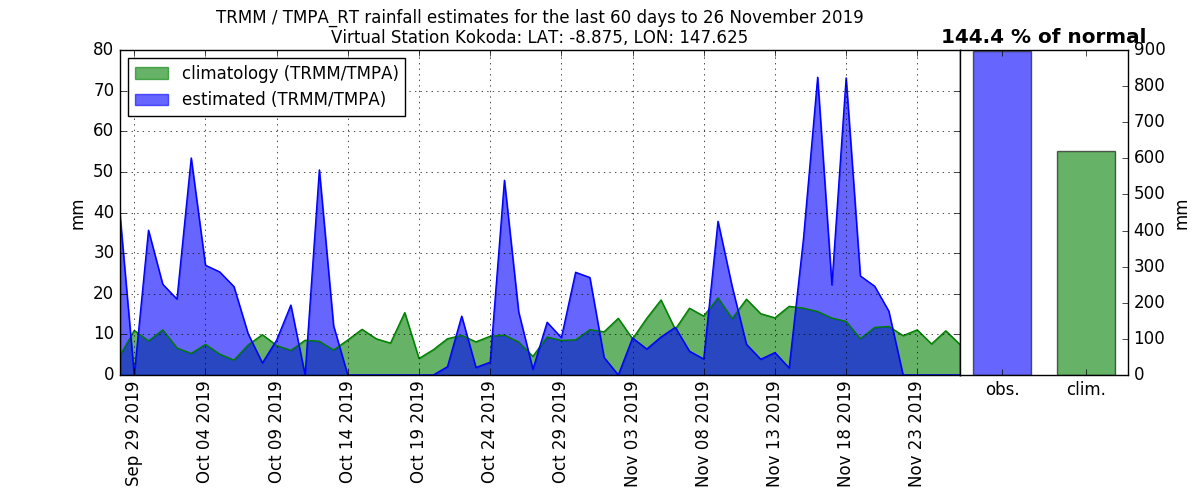 TRMM / TMPA_RT rainfall estimates for the last 60 days to 26 November 2019
Virtual Station Kokoda: LAT: -8.875, LON: 147.625
144.4 % of normal
climatology (TRMM/TMPA)
estimated (TRMM/TMPA)
mm
80
70
60
50
40
30
20
10
0
Sep 29 2019
Oct 04 2019
Oct 09 2019
Oct 14 2019
Oct 19 2019
Oct 24 2019
Oct 29 2019
Nov 03 2019
Nov 08 2019
Nov 13 2019
Nov 18 2019
Nov 23 2019
900
800
700
600
500
400
300
200
100
0
mm
obs.
clim.